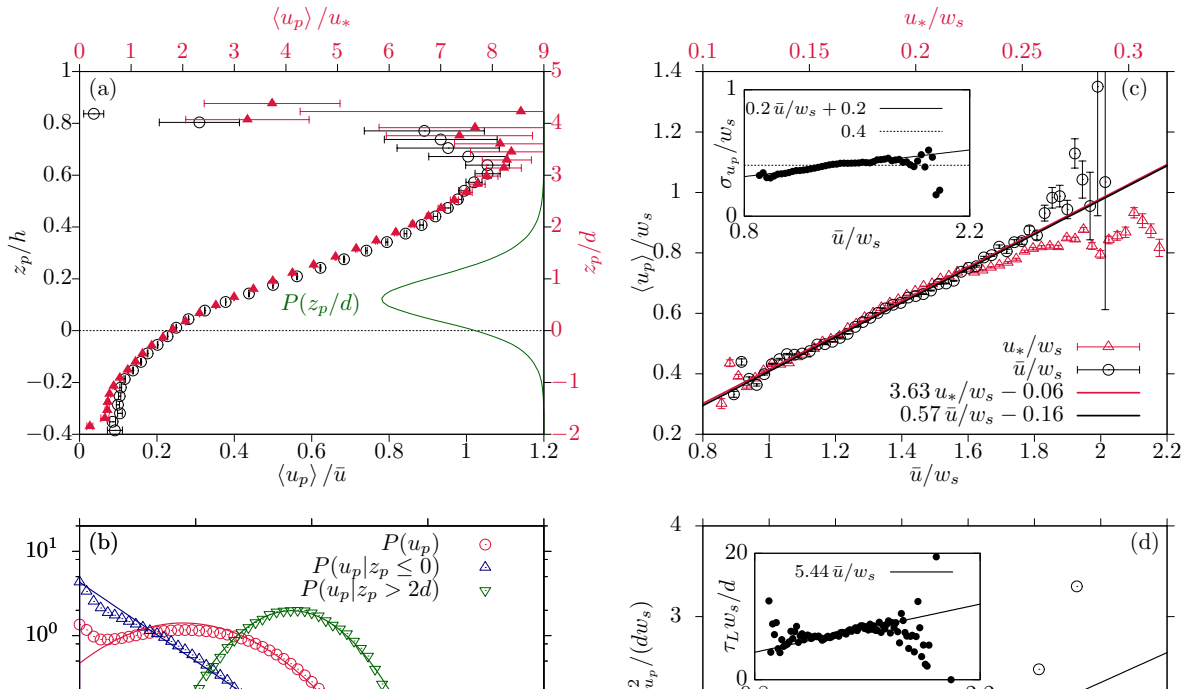 ⟨u_p⟩/u_*
0 1 2 3 4 5 6 7 8 9
(a)
1
0.8
0.6
0.4
0.2
0
−0.2
−0.4
z_p/h
5
4
3
2
1
0
−1
−2
z_p/d
P(z_p/d)
0 0.2 0.4 0.6 0.8 1 1.2
⟨u_p⟩/ū
u_*/w_s
0.1 0.15 0.2 0.25 0.3
(c)
1.4
1.2
1
0.8
0.6
0.4
0.2
⟨u_p⟩/w_s
1
0
σ_{u_p}/w_s
0.2 ū/w_s + 0.2
0.4
0.8 2.2
ū/w_s
u_*/w_s
ū/w_s
3.63 u_*/w_s − 0.06
0.57 ū/w_s − 0.16
0.8 1 1.2 1.4 1.6 1.8 2 2.2
ū/w_s
(b)
10^1
10^0
P(u_p)
P(u_p|z_p ≤ 0)
P(u_p|z_p > 2d)
(d)
4
3
20
0
τ_L w_s/d
5.44 ū/w_s